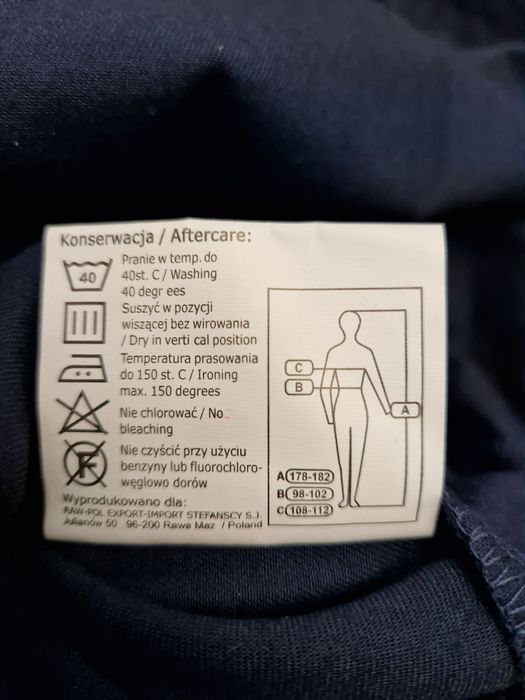 Konserwacja / Aftercare:
40
Pranie w temp. do
40st. C / Washing
40 degr ees
Suszyć w pozycji
wiszącej bez wirowania
/ Dry in verti cal position
Temperatura prasowania
do 150 st. C / Ironing
max. 150 degrees
Nie chlorować / No
bleaching
F
Nie czyścić przy użyciu
benzyny lub fluorochloro-
węglowo dorów
Wyprodukowano dla:
RAW-POL EXPORT-IMPORT STEFANSCY S.J.
Julianów 50 . 96-200 Rawa Maz / Poland
C
B
A
A 178-182
B 98-102
C 108-112